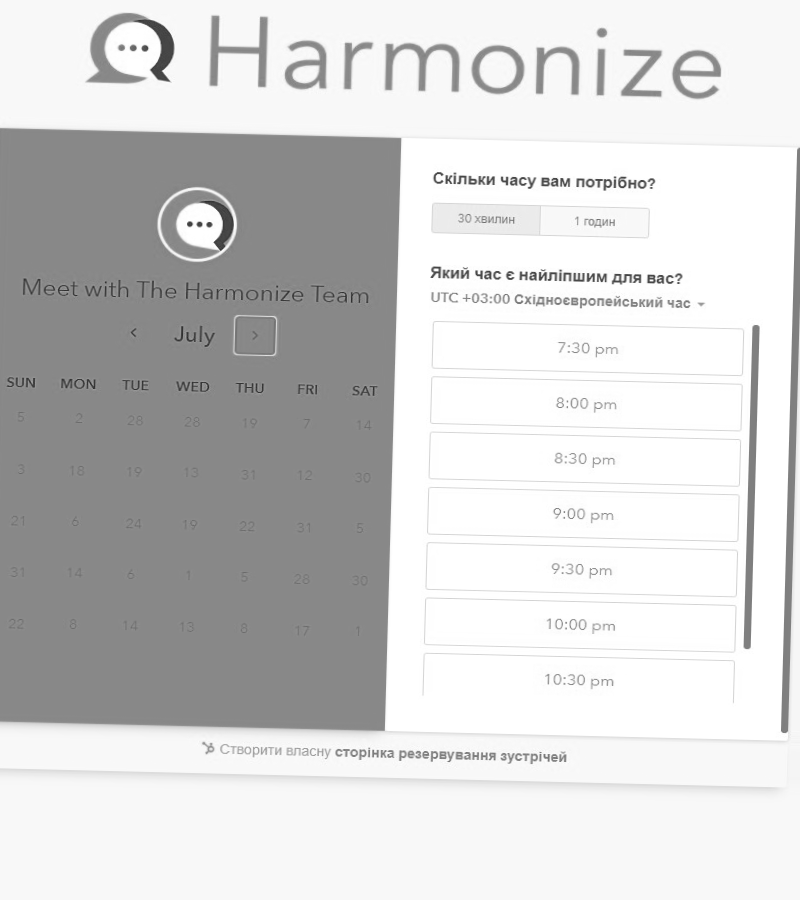 Harmonize
Meet with The Harmonize Team
July
SUN MON TUE WED THU FRI SAT
5 2 28 28 19 7 14
3 18 19 13 31 12 30
21 6 24 19 22 31 5
31 14 6 1 5 28 30
22 8 14 13 8 17 1
Скільки часу вам потрібно?
30 хвилин 1 годин
Який час є найліпшим для вас?
UTC +03:00 Східноєвропейський час
7:30 pm
8:00 pm
8:30 pm
9:00 pm
9:30 pm
10:00 pm
10:30 pm
Створити власну сторінка резервування зустрічей